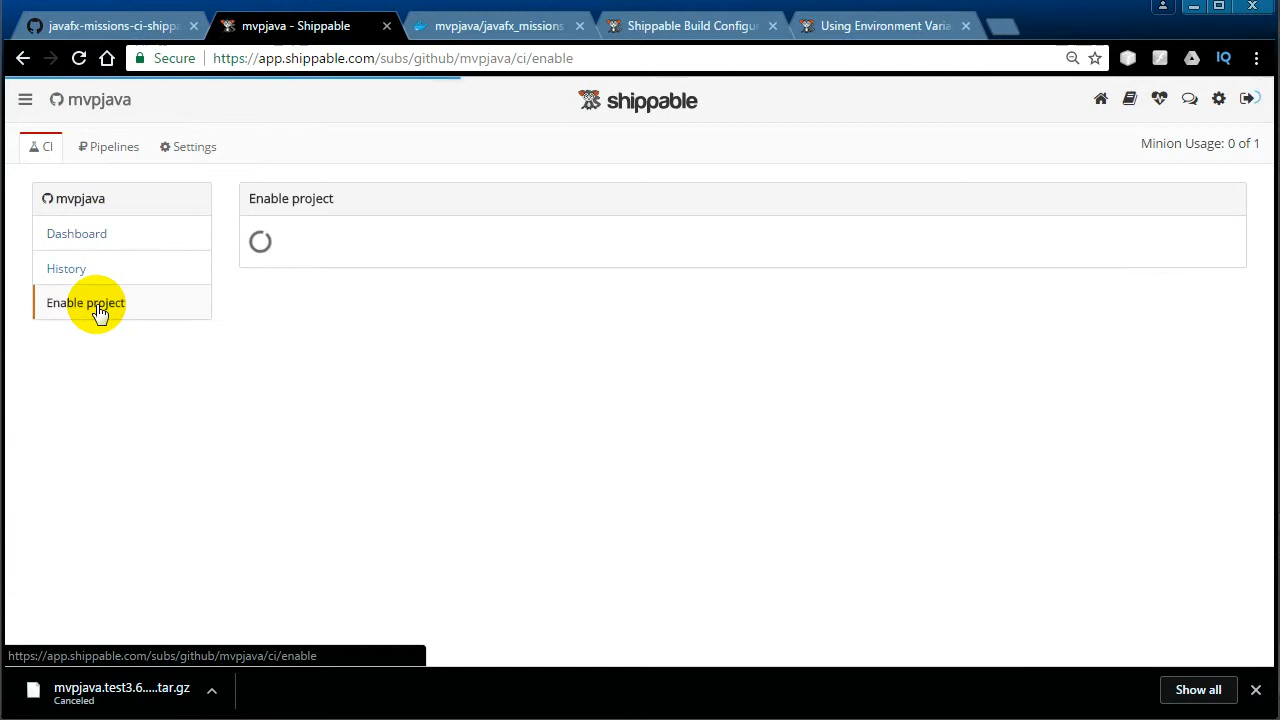 javafx-missions-ci-shippa
mvpjava - Shippable
mvpjava/javafx_missions
Shippable Build Configur
Using Environment Varia
Secure
https://app.shippable.com/subs/github/mvpjava/ci/enable
IQ
mvpjava
shippable
CI
Pipelines
Settings
Minion Usage: 0 of 1
mvpjava
Dashboard
History
Enable project
Enable project
https://app.shippable.com/subs/github/mvpjava/ci/enable
mvpjava.test3.6.....tar.gz
Canceled
Show all